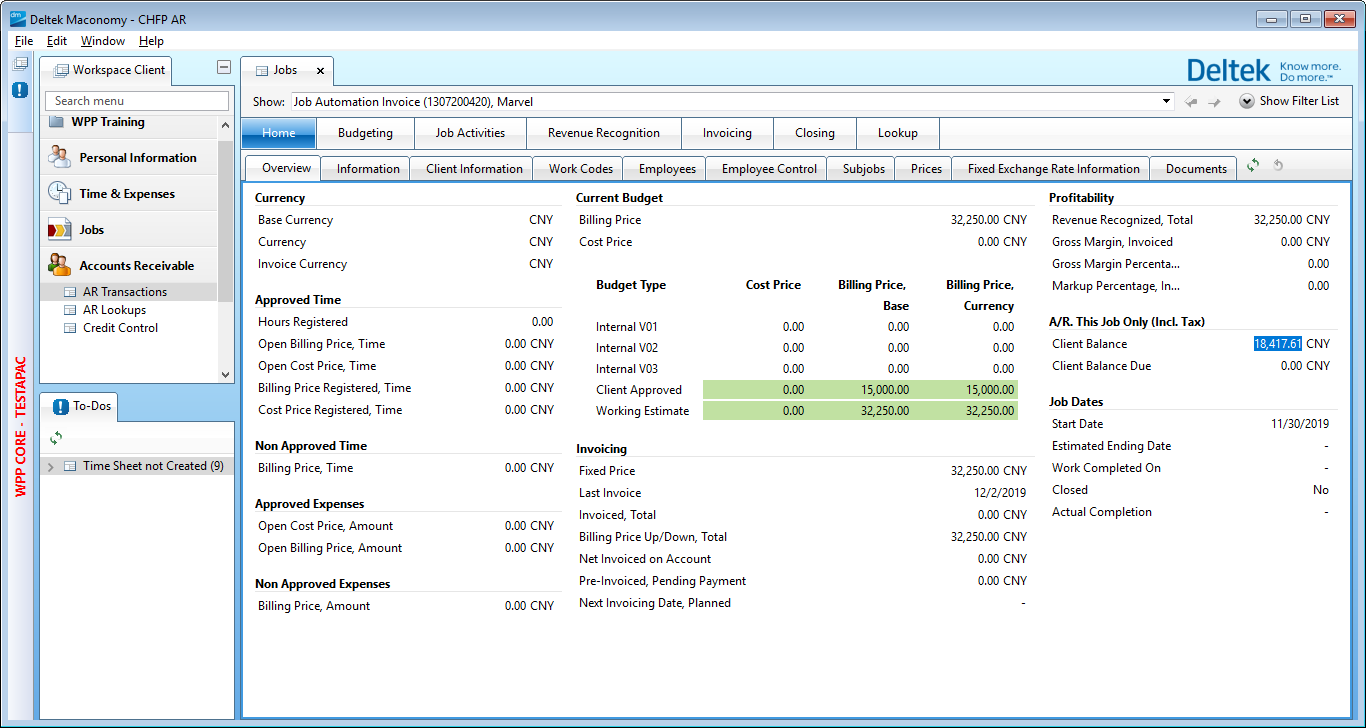 Deltek Maconomy - CHFP AR
File Edit Window Help
Workspace Client
Search menu
WPP Training
Personal Information
Time & Expenses
Jobs
Accounts Receivable
AR Transactions
AR Lookups
Credit Control
WPP CORE - TESTAPAC
To-Dos
Time Sheet not Created (9)
Jobs
Deltek Know more. Do more.™
Show: Job Automation Invoice (1307200420), Marvel
Show Filter List
Home Budgeting Job Activities Revenue Recognition Invoicing Closing Lookup
Overview Information Client Information Work Codes Employees Employee Control Subjobs Prices Fixed Exchange Rate Information Documents
Currency
Base Currency CNY
Currency CNY
Invoice Currency CNY
Approved Time
Hours Registered 0.00
Open Billing Price, Time 0.00 CNY
Open Cost Price, Time 0.00 CNY
Billing Price Registered, Time 0.00 CNY
Cost Price Registered, Time 0.00 CNY
Non Approved Time
Billing Price, Time 0.00 CNY
Approved Expenses
Open Cost Price, Amount 0.00 CNY
Open Billing Price, Amount 0.00 CNY
Non Approved Expenses
Billing Price, Amount 0.00 CNY
Current Budget
Billing Price 32,250.00 CNY
Cost Price 0.00 CNY
Budget Type Cost Price Billing Price, Base Billing Price, Currency
Internal V01 0.00 0.00 0.00
Internal V02 0.00 0.00 0.00
Internal V03 0.00 0.00 0.00
Client Approved 0.00 15,000.00 15,000.00
Working Estimate 0.00 32,250.00 32,250.00
Invoicing
Fixed Price 32,250.00 CNY
Last Invoice 12/2/2019
Invoiced, Total 0.00 CNY
Billing Price Up/Down, Total 32,250.00 CNY
Net Invoiced on Account 0.00 CNY
Pre-Invoiced, Pending Payment 0.00 CNY
Next Invoicing Date, Planned -
Profitability
Revenue Recognized, Total 32,250.00 CNY
Gross Margin, Invoiced 0.00 CNY
Gross Margin Percenta... 0.00
Markup Percentage, In... 0.00
A/R. This Job Only (Incl. Tax)
Client Balance 18,417.61 CNY
Client Balance Due 0.00 CNY
Job Dates
Start Date 11/30/2019
Estimated Ending Date -
Work Completed On -
Closed No
Actual Completion -